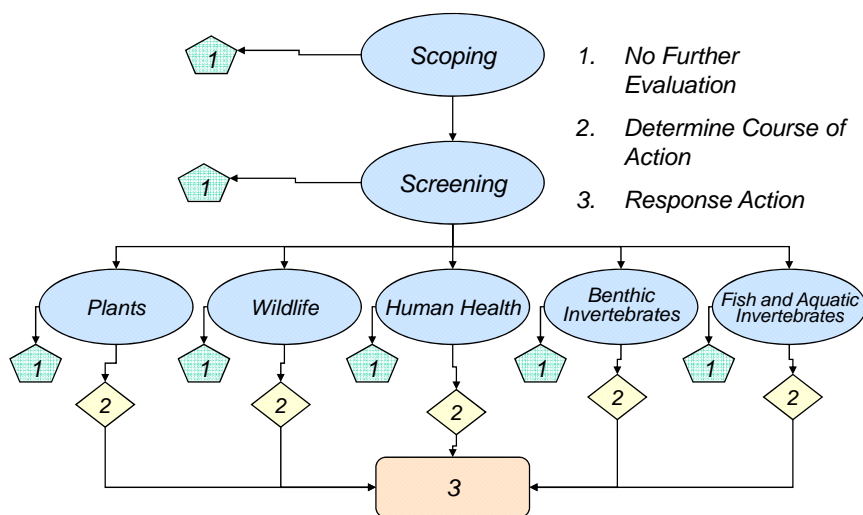 Scoping
1
1. No Further
Evaluation
2. Determine Course of
Action
3. Response Action
Screening
1
Plants
Wildlife
Human Health
Benthic
Invertebrates
Fish and Aquatic
Invertebrates
1
1
1
1
1
2
2
2
2
2
3